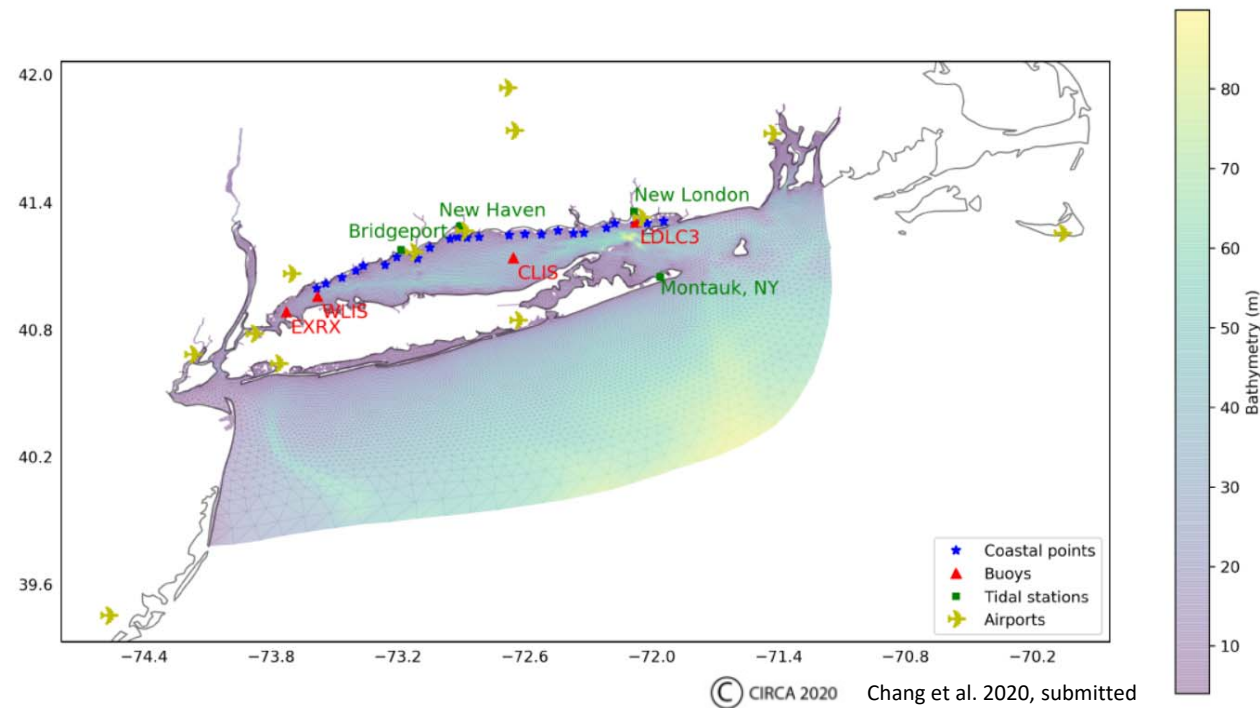 42.0
41.4
40.8
40.2
39.6
−74.4 −73.8 −73.2 −72.6 −72.0 −71.4 −70.8 −70.2
New London
New Haven
Bridgeport
LDLC3
CLIS
Montauk, NY
WLIS
EXRX
Coastal points
Buoys
Tidal stations
Airports
80
70
60
50
40
30
20
10
Bathymetry (m)
© CIRCA 2020 Chang et al. 2020, submitted